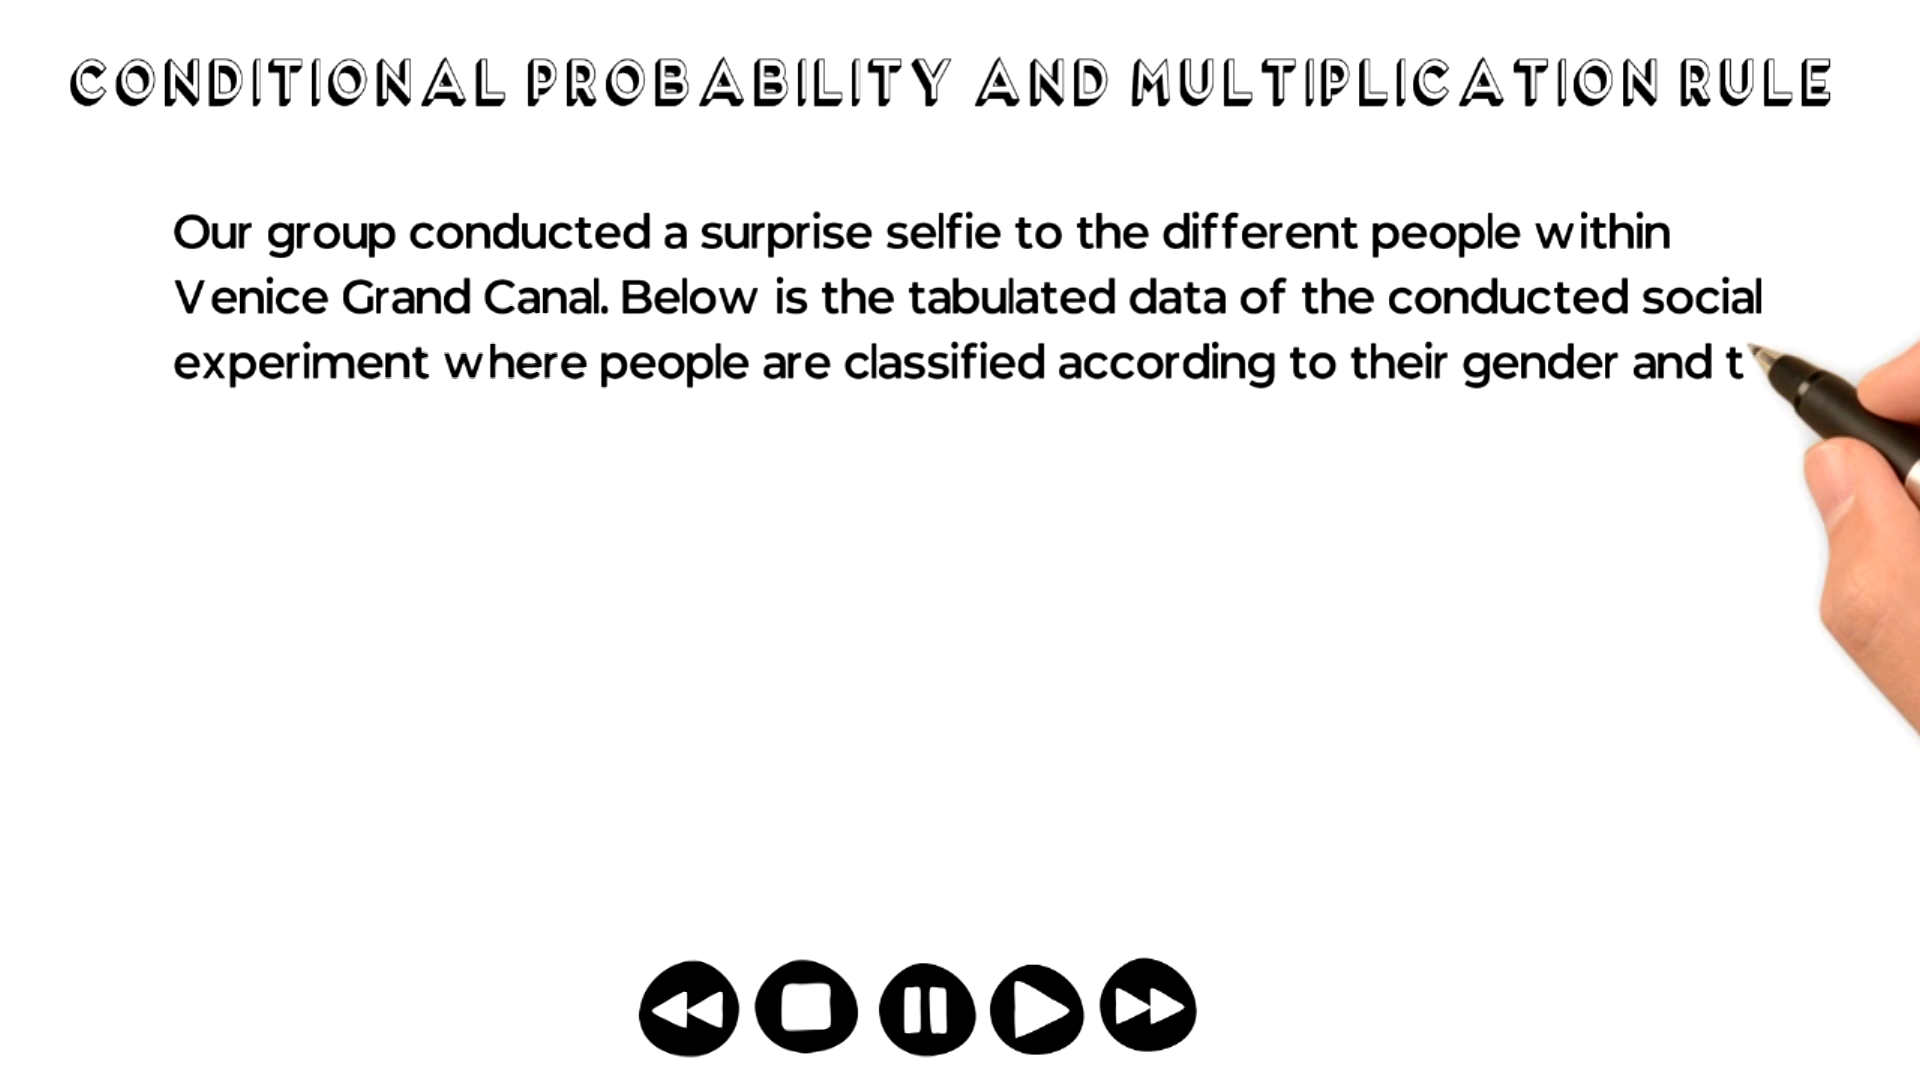 CONDITIONAL PROBABILITY AND MULTIPLICATION RULE
Our group conducted a surprise selfie to the different people within
Venice Grand Canal. Below is the tabulated data of the conducted social
experiment where people are classified according to their gender and t